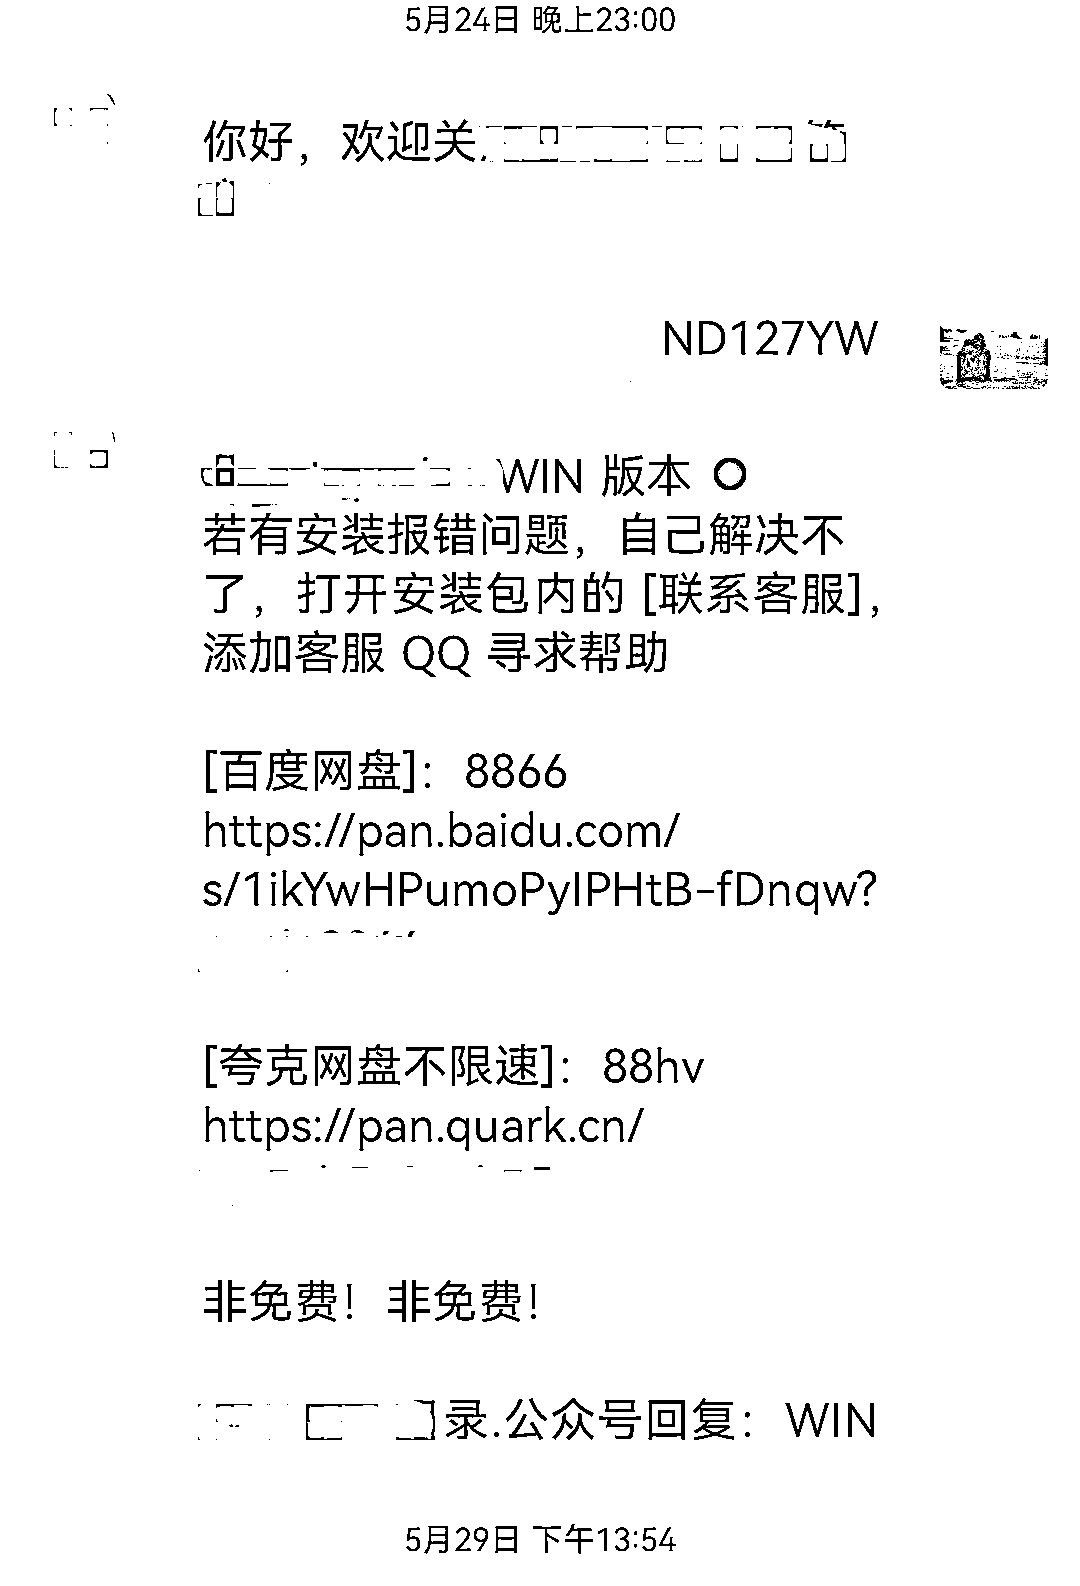 5月24日 晚上23:00
你好，欢迎关
ND127YW
WIN 版本
若有安装报错问题，自己解决不
了，打开安装包内的 [联系客服]，
添加客服 QQ 寻求帮助
[百度网盘]：8866
https://pan.baidu.com/
s/1ikYwHPumoPyIPHtB-fDnqw?
[夸克网盘不限速]：88hv
https://pan.quark.cn/
非免费！非免费！
录.公众号回复：WIN
5月29日 下午13:54